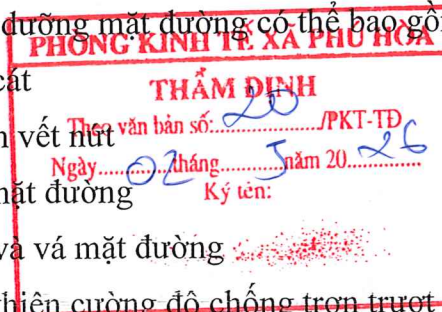 dưỡng mặt đường có thể bao gồ
PHÒNG KINH TẾ XÃ PHÚ HÒA
cát
THẨM ĐỊNH
vết nứt
Theo văn bản số: 20 /PKT-TĐ
Ngày 02 tháng 5 năm 20 26
mặt đường
Ký tên:
và vá mặt đường
thiện cường độ chống trơn trượt